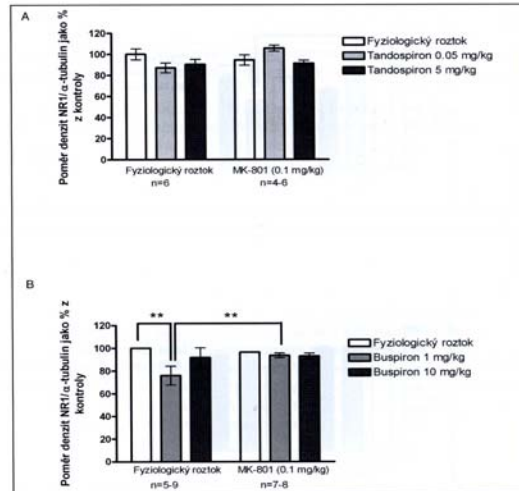 A
Poměr denzit NR1/α-tubulin jako %
z kontroly
120
100
80
60
40
20
Fyziologický roztok
Tandospiron 0.05 mg/kg
Tandospiron 5 mg/kg
Fyziologický roztok
n=6
MK-801 (0.1 mg/kg)
n=4-6
B
Poměr denzit NR1/α-tubulin jako % z
kontroly
120
100
80
60
40
20
0
**
**
Fyziologický roztok
Buspiron 1 mg/kg
Buspiron 10 mg/kg
Fyziologický roztok
n=5-9
MK-801 (0.1 mg/kg)
n=7-8